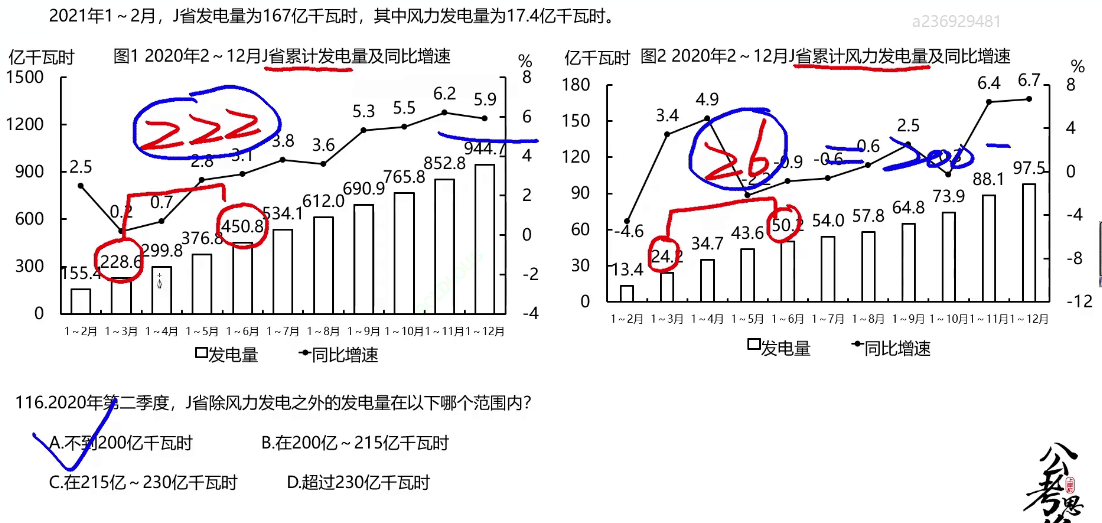 2021年1～2月，J省发电量为167亿千瓦时，其中风力发电量为17.4亿千瓦时。
a236929481
亿千瓦时 图1 2020年2～12月J省累计发电量及同比增速 %
1500 1200 900 600 300 0
8 6 4 2 0 -2 -4
2.5 0.2 0.7 2.8 3.1 3.8 3.6 5.3 5.5 6.2 5.9
155.4 228.6 299.8 376.8 450.8 534.1 612.0 690.9 765.8 852.8 944.7
1～2月 1～3月 1～4月 1～5月 1～6月 1～7月 1～8月 1～9月 1～10月 1～11月 1～12月
发电量 同比增速
222
亿千瓦时 图2 2020年2～12月J省累计风力发电量及同比增速 %
180 150 120 90 60 30 0
8 4 0 -4 -8 -12
-4.6 3.4 4.9 -2.2 -0.9 -0.6 0.6 2.5 6.4 6.7
13.4 24.2 34.7 43.6 50.2 54.0 57.8 64.8 73.9 88.1 97.5
1～2月 1～3月 1～4月 1～5月 1～6月 1～7月 1～8月 1～9月 1～10月 1～11月 1～12月
发电量 同比增速
26 = 200 -
116.2020年第二季度，J省除风力发电之外的发电量在以下哪个范围内？
A.不到200亿千瓦时 B.在200亿～215亿千瓦时
C.在215亿～230亿千瓦时 D.超过230亿千瓦时
公考思